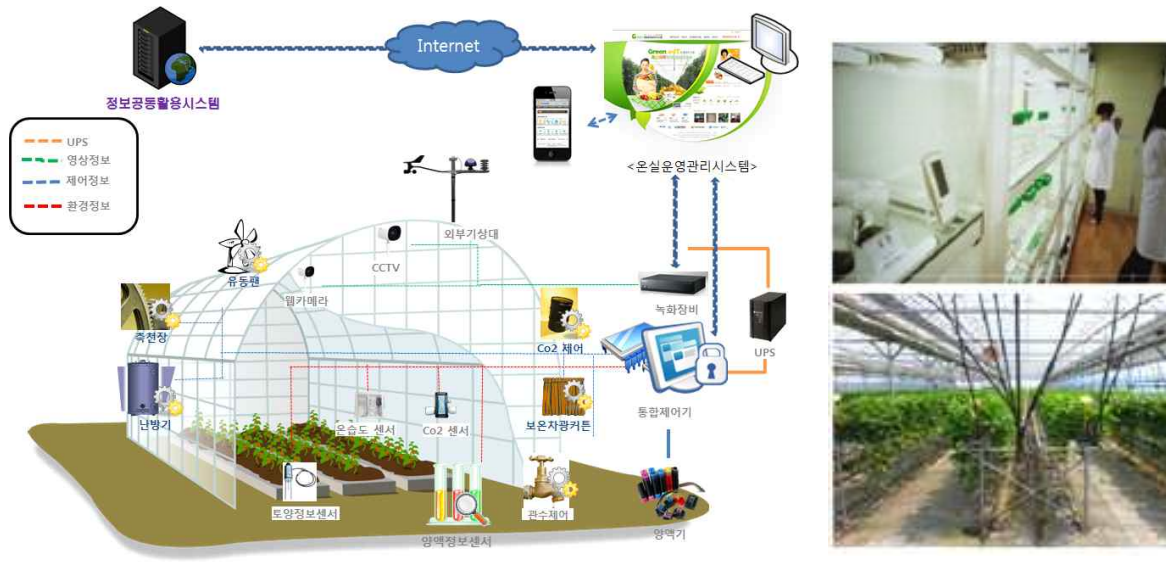 Internet
정보공동활용시스템
UPS
영상정보
제어정보
환경정보
<온실운영관리시스템>
외부기상대
CCTV
유동팬
웹카메라
녹화장비
측천장
Co2 제어
UPS
통합제어기
난방기
온습도 센서
Co2 센서
보온차광커튼
토양정보센서
양액정보센서
관수제어
양액기